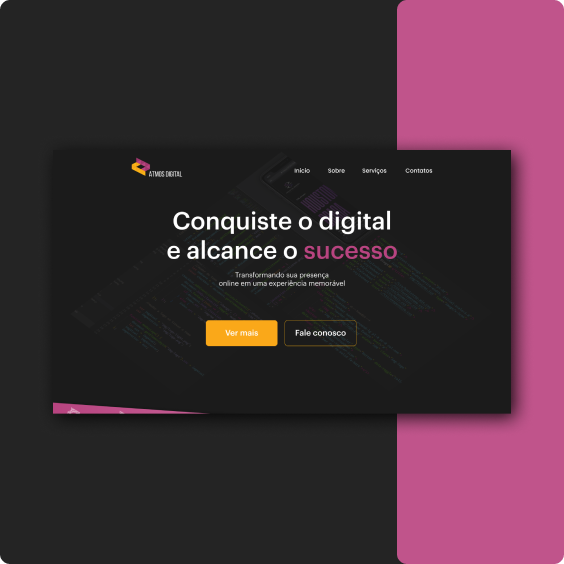 ATMOS DIGITAL
Início Sobre Serviços Contatos
Conquiste o digital
e alcance o sucesso
Transformando sua presença
online em uma experiência memorável
Ver mais Fale conosco